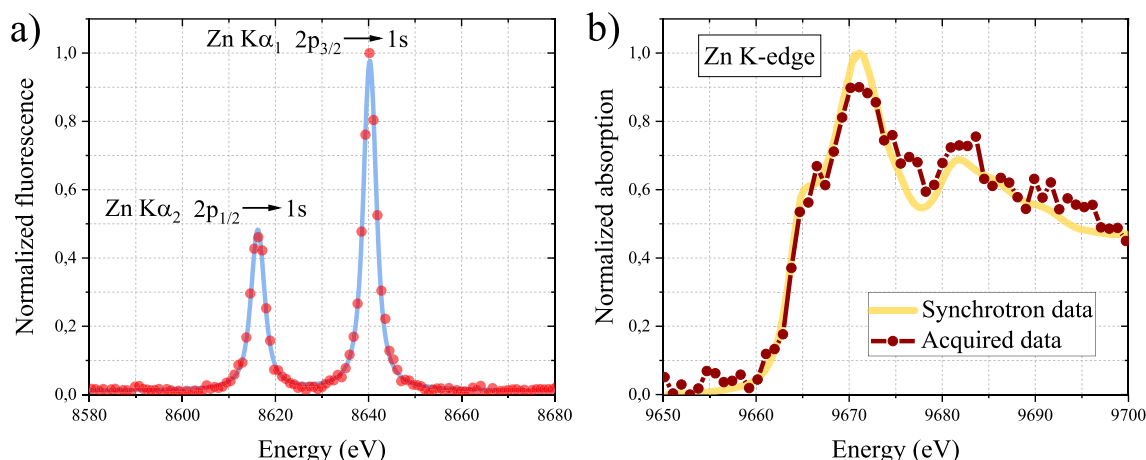 a)
Zn Kα₁ 2p₃/₂ → 1s
Zn Kα₂ 2p₁/₂ → 1s
Normalized fluorescence
1,0
0,8
0,6
0,4
0,2
0,0
8580 8600 8620 8640 8660 8680
Energy (eV)
b)
Zn K-edge
Normalized absorption
1,0
0,8
0,6
0,4
0,2
0,0
Synchrotron data
Acquired data
9650 9660 9670 9680 9690 9700
Energy (eV)